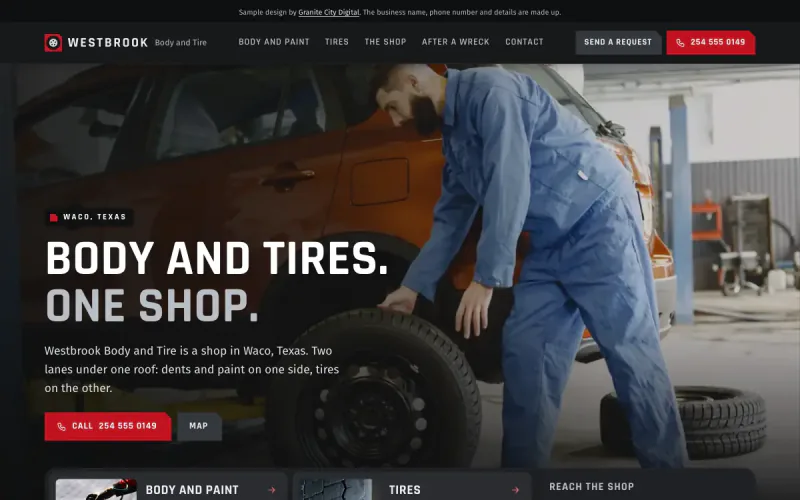 Sample design by Granite City Digital. The business name, phone number and details are made up.
WESTBROOK Body and Tire
BODY AND PAINT TIRES THE SHOP AFTER A WRECK CONTACT
SEND A REQUEST 254 555 0149
WACO, TEXAS
BODY AND TIRES.
ONE SHOP.
Westbrook Body and Tire is a shop in Waco, Texas. Two
lanes under one roof: dents and paint on one side, tires
on the other.
CALL 254 555 0149 MAP
BODY AND PAINT → TIRES → REACH THE SHOP